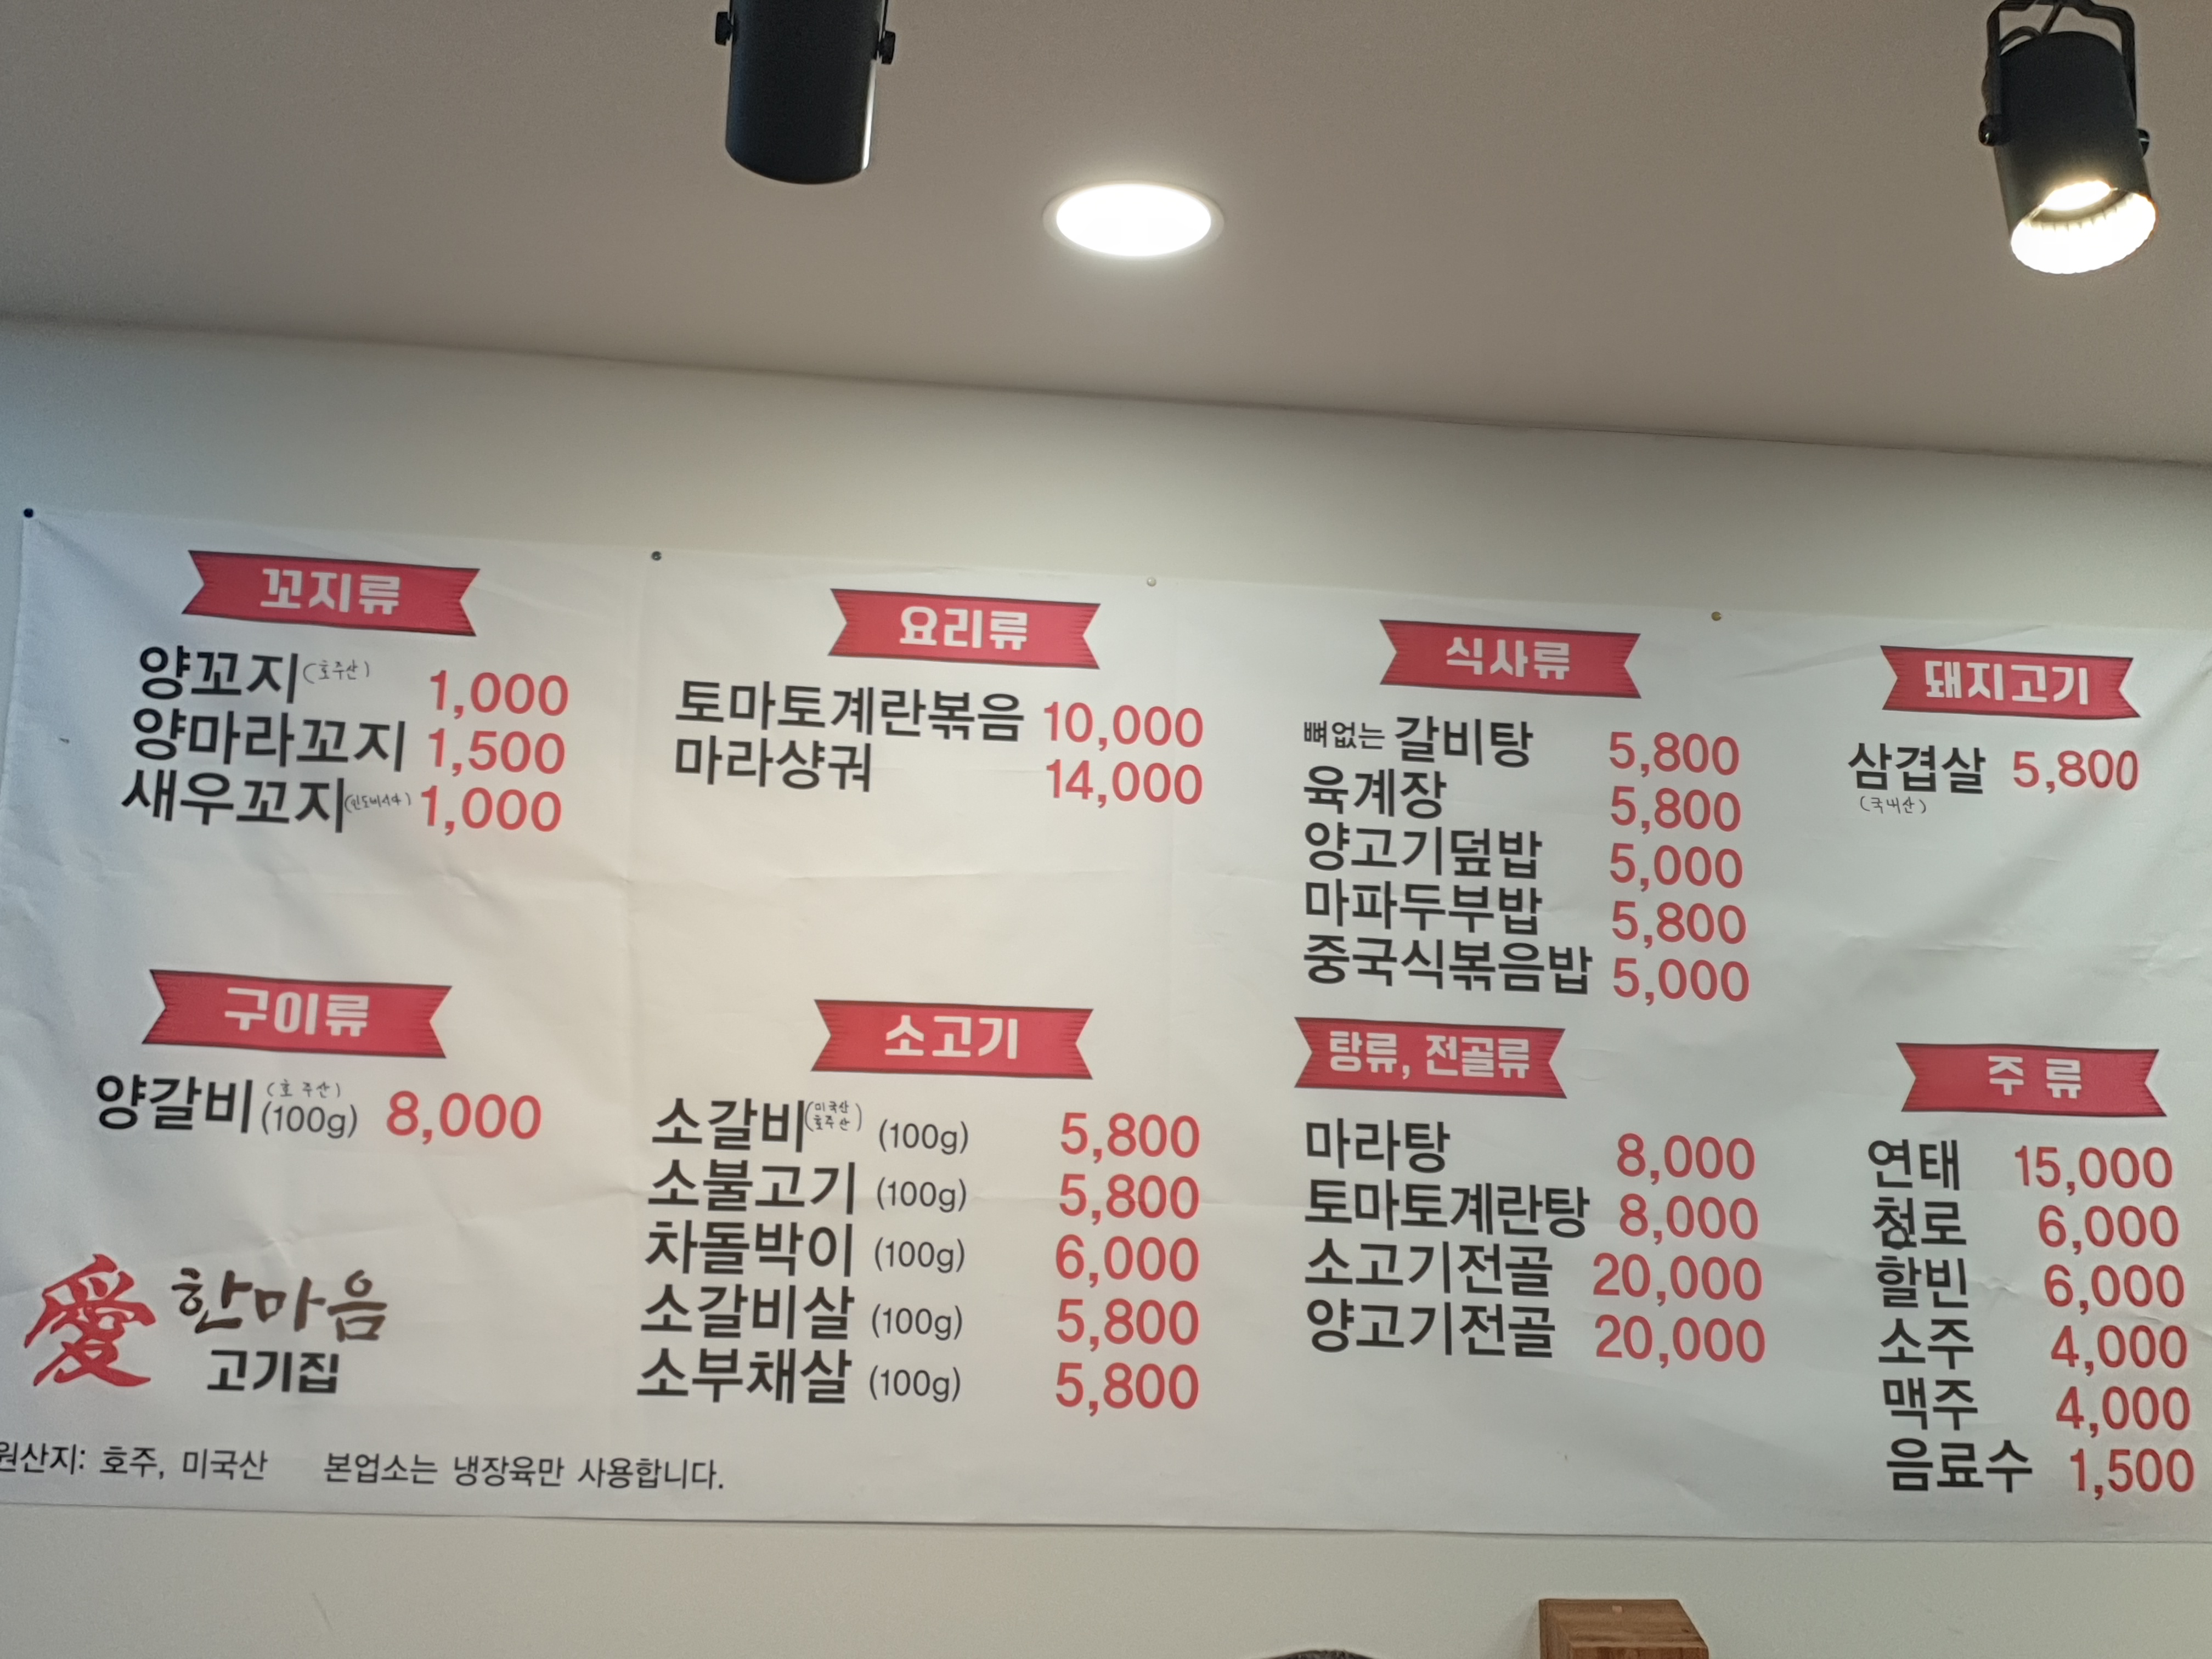 꼬지류
양꼬지(호주산) 1,000
양마라꼬지 1,500
새우꼬지 1,000
요리류
토마토계란볶음 10,000
마라샹궈 14,000
식사류
뼈없는 갈비탕 5,800
육계장 5,800
양고기덮밥 5,000
마파두부밥 5,800
중국식볶음밥 5,000
돼지고기
삼겹살 5,800
(국내산)
구이류
양갈비 (호주산) (100g) 8,000
소고기
소갈비 (미국산 호주산) (100g) 5,800
소불고기 (100g) 5,800
차돌박이 (100g) 6,000
소갈비살 (100g) 5,800
소부채살 (100g) 5,800
탕류, 전골류
마라탕 8,000
토마토계란탕 8,000
소고기전골 20,000
양고기전골 20,000
주 류
연태 15,000
청로 6,000
할빈 6,000
소주 4,000
맥주 4,000
음료수 1,500
愛 한마음
고기집
원산지: 호주, 미국산 본업소는 냉장육만 사용합니다.